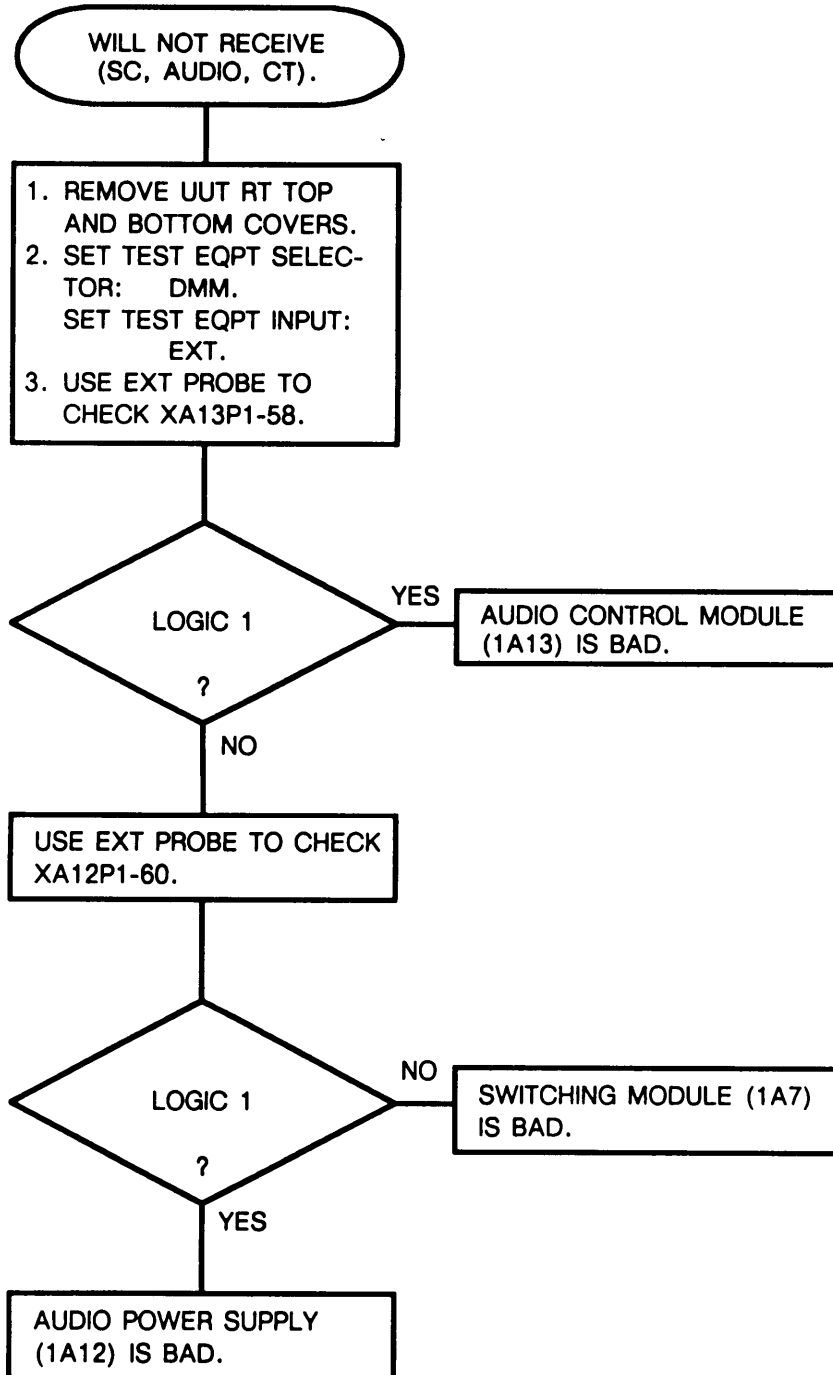 WILL NOT RECEIVE
(SC, AUDIO, CT).
1. REMOVE UUT RT TOP
AND BOTTOM COVERS.
2. SET TEST EQPT SELEC-
TOR: DMM.
SET TEST EQPT INPUT:
EXT.
3. USE EXT PROBE TO
CHECK XA13P1-58.
LOGIC 1
?
YES
AUDIO CONTROL MODULE
(1A13) IS BAD.
NO
USE EXT PROBE TO CHECK
XA12P1-60.
LOGIC 1
?
NO
SWITCHING MODULE (1A7)
IS BAD.
YES
AUDIO POWER SUPPLY
(1A12) IS BAD.